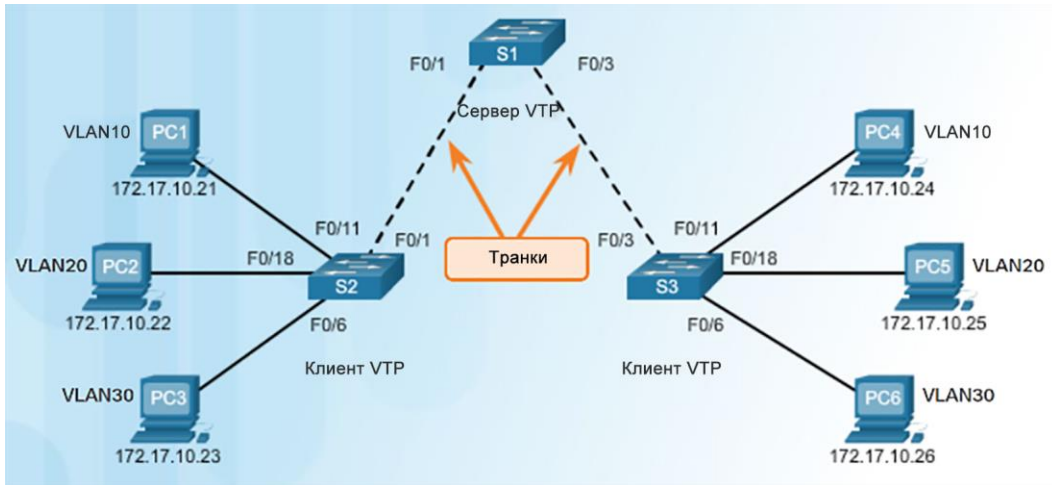 S1
F0/1
F0/3
Сервер VTP
VLAN10
PC1
172.17.10.21
F0/11
F0/1
VLAN20
PC2
F0/18
S2
172.17.10.22
F0/6
VLAN30
PC3
172.17.10.23
Клиент VTP
Транки
PC4
VLAN10
172.17.10.24
F0/3
F0/11
F0/18
S3
PC5
VLAN20
172.17.10.25
F0/6
Клиент VTP
PC6
VLAN30
172.17.10.26